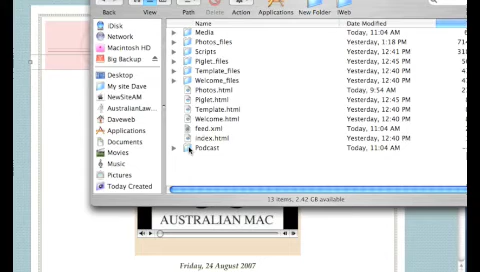 Back View Path Delete Action Applications New Folder iWeb
Name Date Modified
iDisk
Network
Macintosh HD
Big Backup
Desktop
My site Dave
NewSiteAM
AustralianLaw...
Daveweb
Applications
Documents
Movies
Music
Pictures
Today Created
Media Today, 11:04 AM
Photos_files Yesterday, 1:18 PM
Scripts Yesterday, 12:41 PM
Piglet_files Yesterday, 12:45 PM
Template_files Yesterday, 12:40 PM
Welcome_files Yesterday, 12:40 PM
Photos.html Today, 9:54 AM
Piglet.html Yesterday, 12:45 PM
Template.html Yesterday, 12:40 PM
Welcome.html Yesterday, 12:40 PM
feed.xml Today, 11:04 AM
index.html Yesterday, 12:40 PM
Podcast Today, 11:04 AM
13 items, 2.42 GB available
AUSTRALIAN MAC
Friday, 24 August 2007